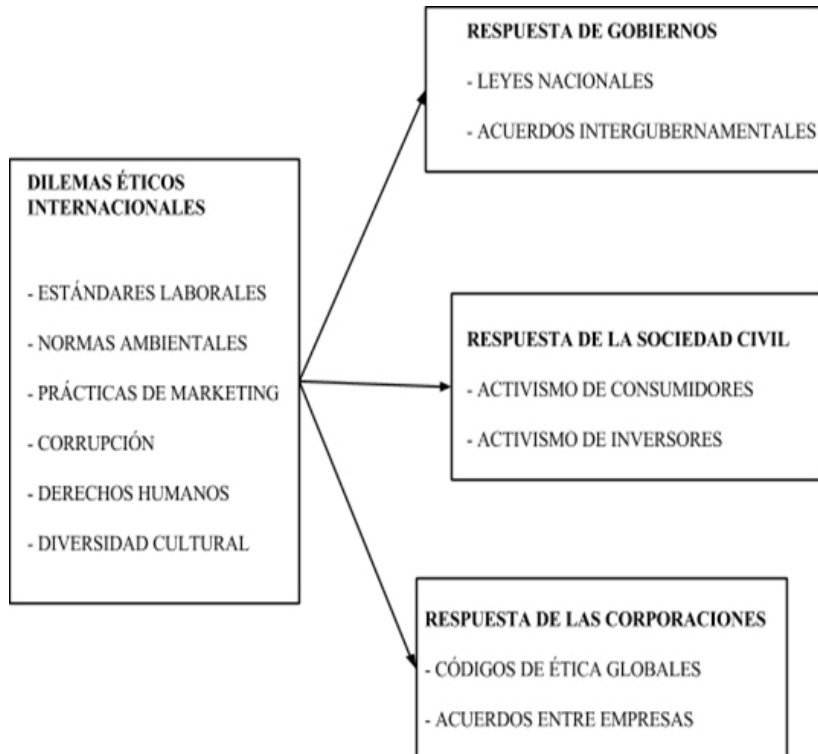 DILEMAS ÉTICOS
INTERNACIONALES
- ESTÁNDARES LABORALES
- NORMAS AMBIENTALES
- PRÁCTICAS DE MARKETING
- CORRUPCIÓN
- DERECHOS HUMANOS
- DIVERSIDAD CULTURAL
RESPUESTA DE GOBIERNOS
- LEYES NACIONALES
- ACUERDOS INTERGUBERNAMENTALES
RESPUESTA DE LA SOCIEDAD CIVIL
- ACTIVISMO DE CONSUMIDORES
- ACTIVISMO DE INVERSORES
RESPUESTA DE LAS CORPORACIONES
- CÓDIGOS DE ÉTICA GLOBALES
- ACUERDOS ENTRE EMPRESAS